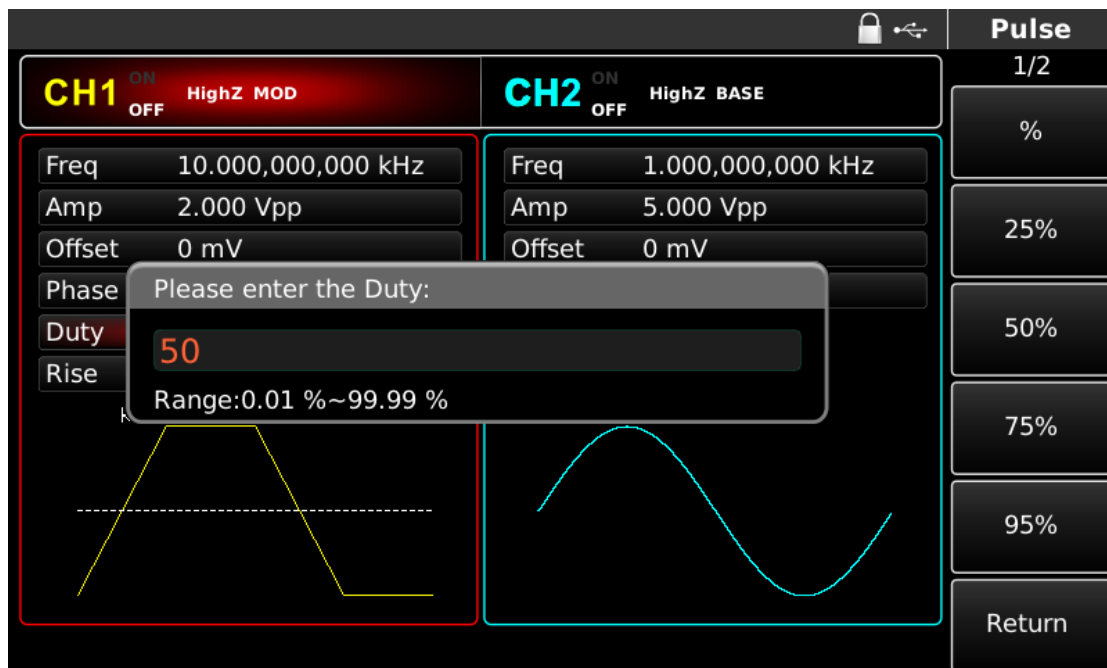 Pulse
1/2
CH1 ON OFF HighZ MOD
CH2 ON OFF HighZ BASE
Freq 10.000,000,000 kHz
Amp 2.000 Vpp
Offset 0 mV
Phase
Duty
Rise
Freq 1.000,000,000 kHz
Amp 5.000 Vpp
Offset 0 mV
Please enter the Duty:
50
Range:0.01 %~99.99 %
%
25%
50%
75%
95%
Return